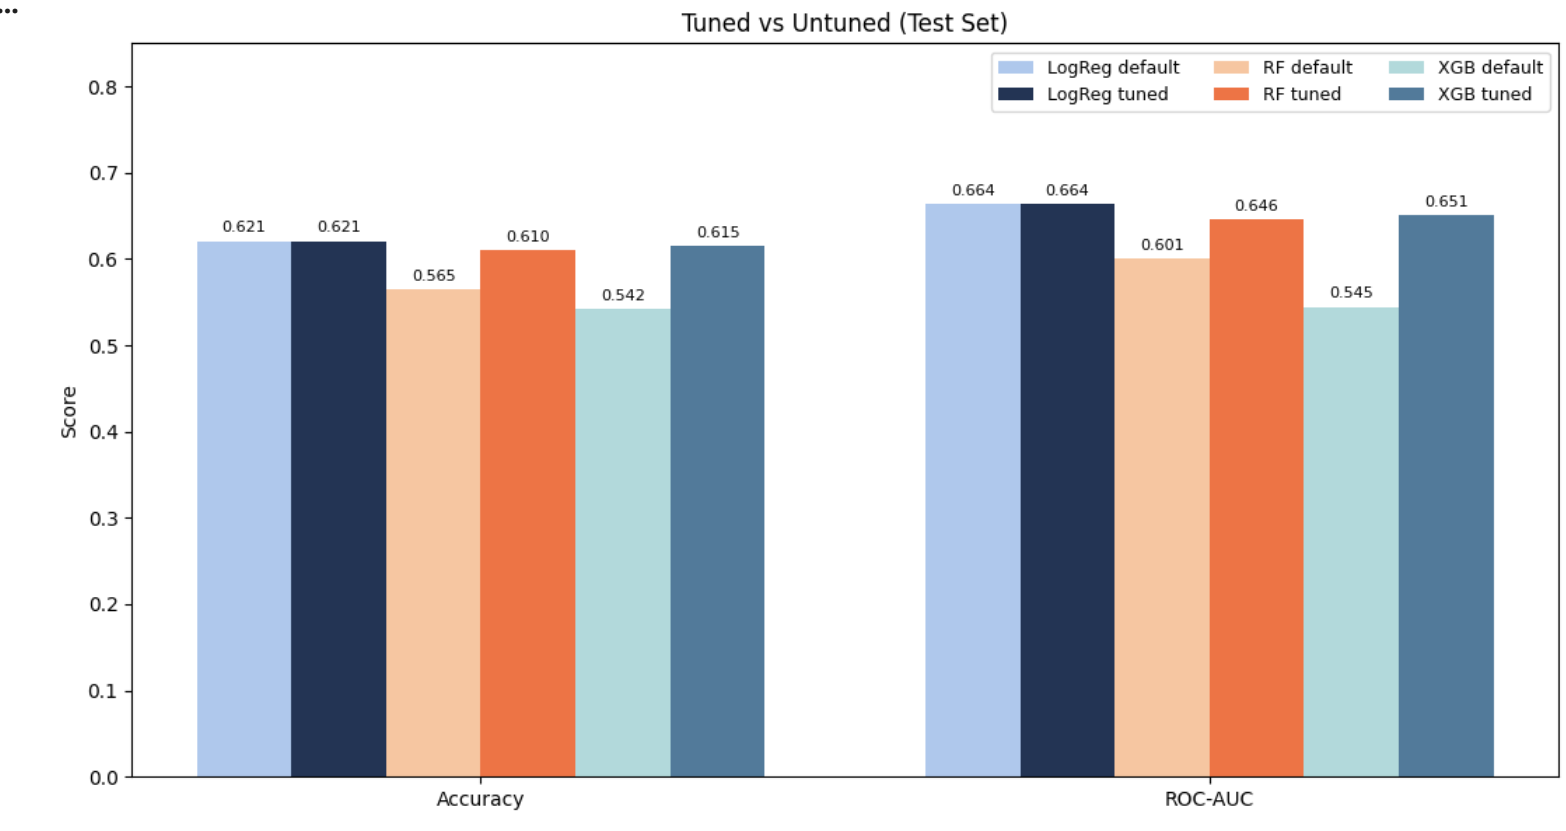 ...
Tuned vs Untuned (Test Set)
LogReg default RF default XGB default
LogReg tuned RF tuned XGB tuned
0.8
0.7
0.6
0.5
0.4
0.3
0.2
0.1
0.0
Score
0.621 0.621 0.565 0.610 0.542 0.615
0.664 0.664 0.601 0.646 0.545 0.651
Accuracy ROC-AUC